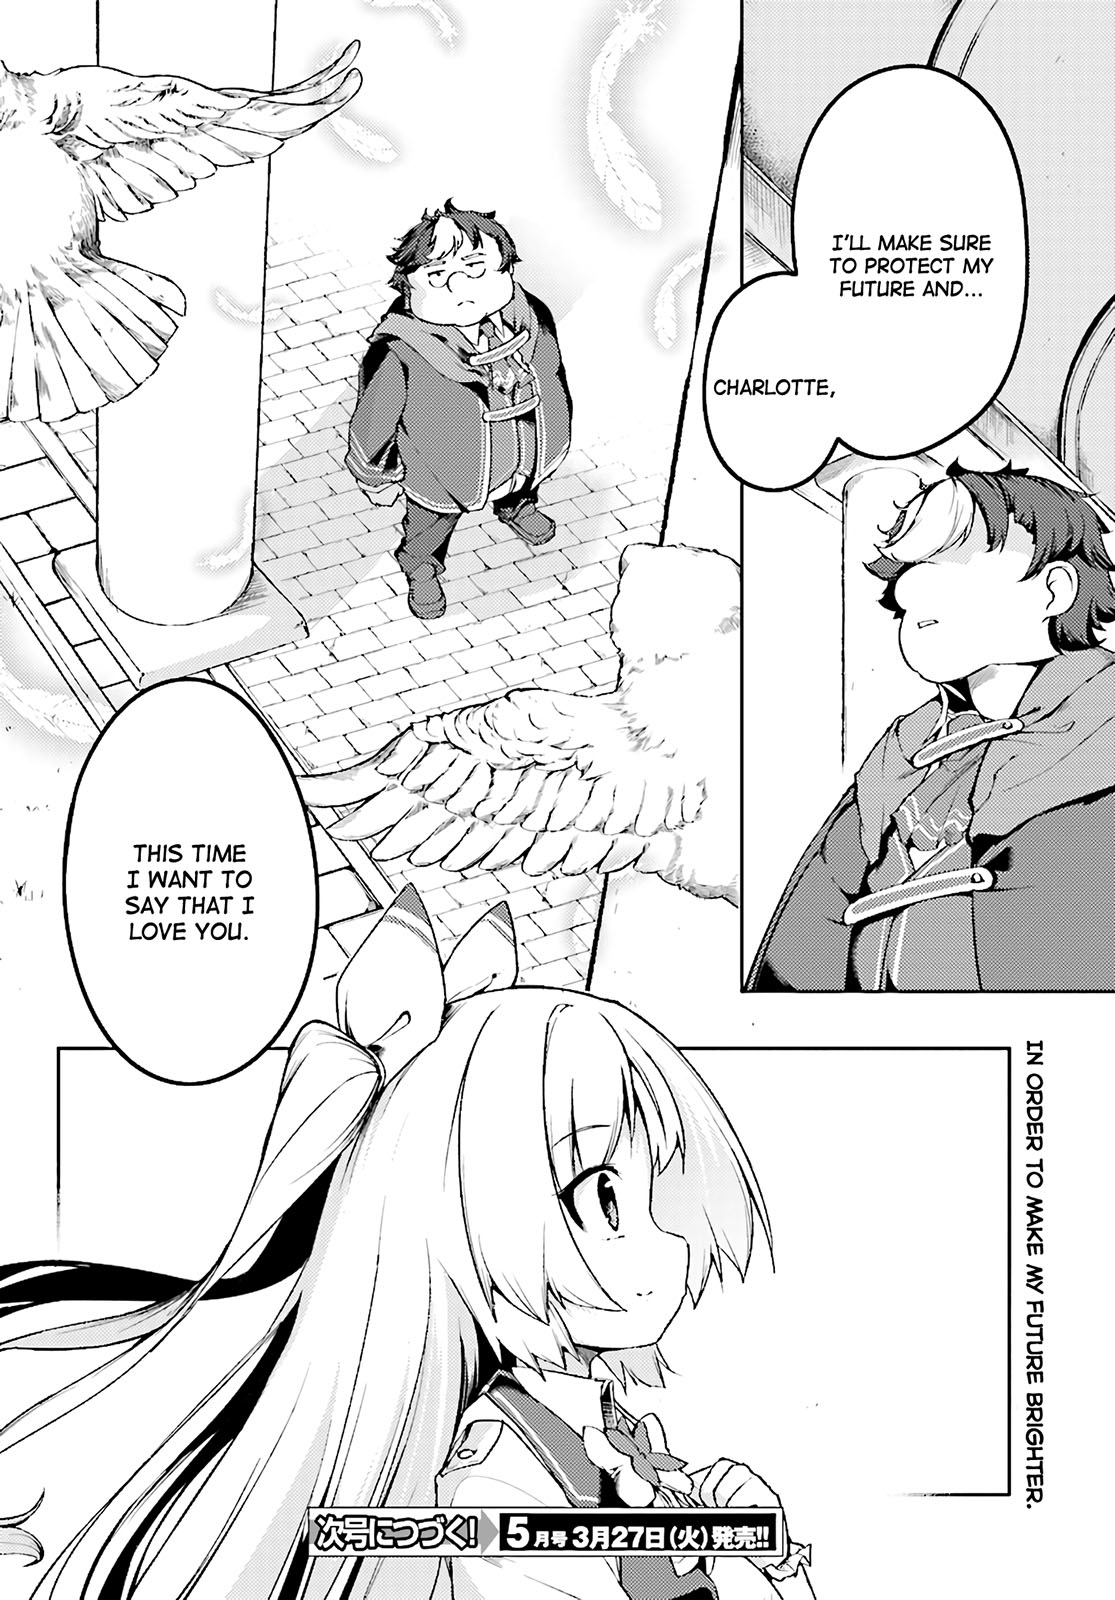 I'LL MAKE SURE
TO PROTECT MY
FUTURE AND...
CHARLOTTE,
THIS TIME
I WANT TO
SAY THAT I
LOVE YOU.
IN ORDER TO MAKE MY FUTURE BRIGHTER.
次号につづく! 5月号 3月27日(火)発売!!